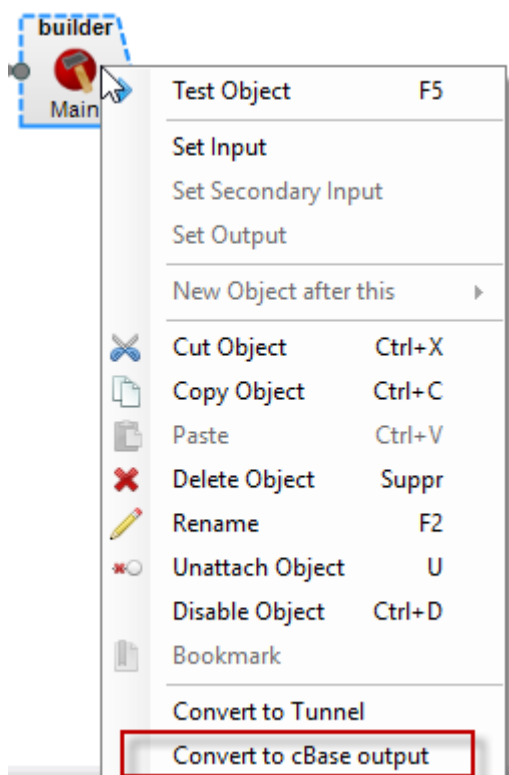 builder
Main
Test Object F5
Set Input
Set Secondary Input
Set Output
New Object after this
Cut Object Ctrl+X
Copy Object Ctrl+C
Paste Ctrl+V
Delete Object Suppr
Rename F2
Unattach Object U
Disable Object Ctrl+D
Bookmark
Convert to Tunnel
Convert to cBase output